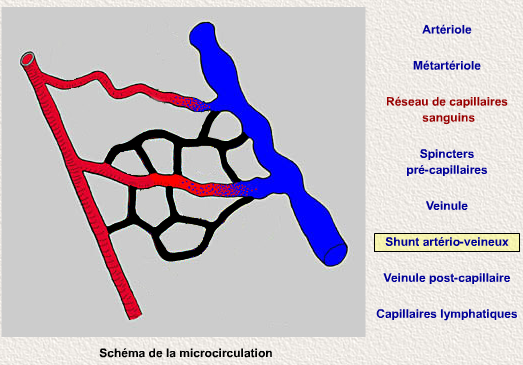 Artériole
Métartériole
Réseau de capillaires
sanguins
Spincters
pré-capillaires
Veinule
Shunt artério-veineux
Veinule post-capillaire
Capillaires lymphatiques
Schéma de la microcirculation